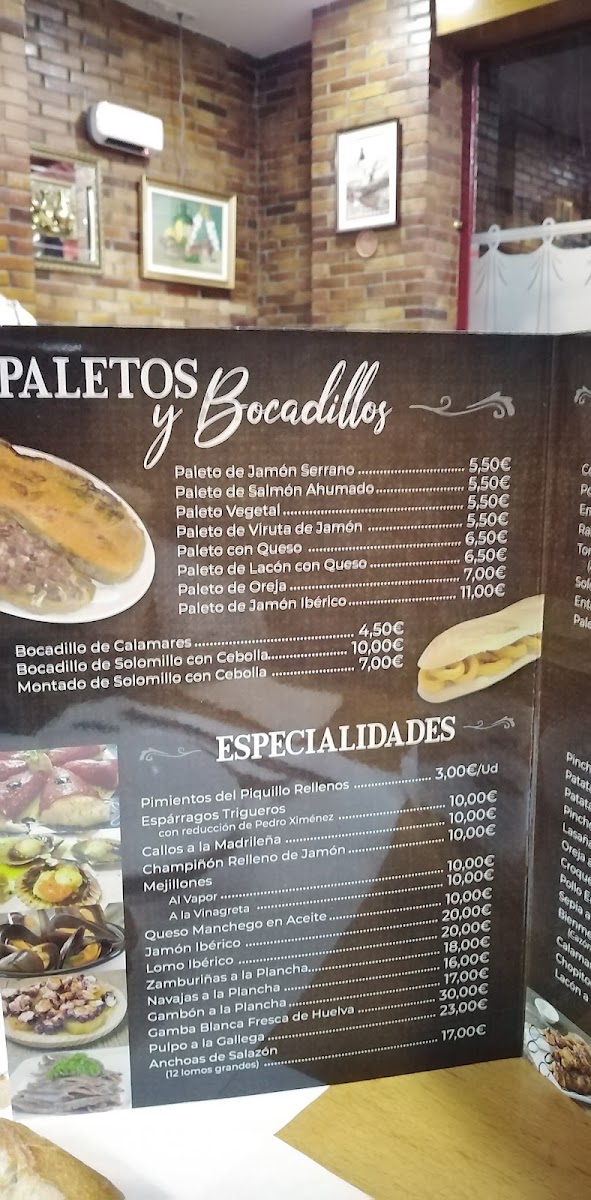 PALETOS
y Bocadillos
Paleto de Jamón Serrano 5,50€
Paleto de Salmón Ahumado 5,50€
Paleto Vegetal 5,50€
Paleto de Viruta de Jamón 5,50€
Paleto con Queso 6,50€
Paleto de Lacón con Queso 6,50€
Paleto de Oreja 7,00€
Paleto de Jamón Ibérico 11,00€
Bocadillo de Calamares 4,50€
Bocadillo de Solomillo con Cebolla 10,00€
Montado de Solomillo con Cebolla 7,00€
ESPECIALIDADES
Pimientos del Piquillo Rellenos 3,00€/Ud
Espárragos Trigueros
con reducción de Pedro Ximénez 10,00€
Callos a la Madrileña 10,00€
Champiñón Relleno de Jamón 10,00€
Mejillones
Al Vapor 10,00€
A la Vinagreta 10,00€
Queso Manchego en Aceite 10,00€
Jamón Ibérico 20,00€
Lomo Ibérico 20,00€
Zamburiñas a la Plancha 18,00€
Navajas a la Plancha 16,00€
Gambón a la Plancha 17,00€
Gamba Blanca Fresca de Huelva 30,00€
Pulpo a la Gallega 23,00€
Anchoas de Salazón
(12 lomos grandes) 17,00€